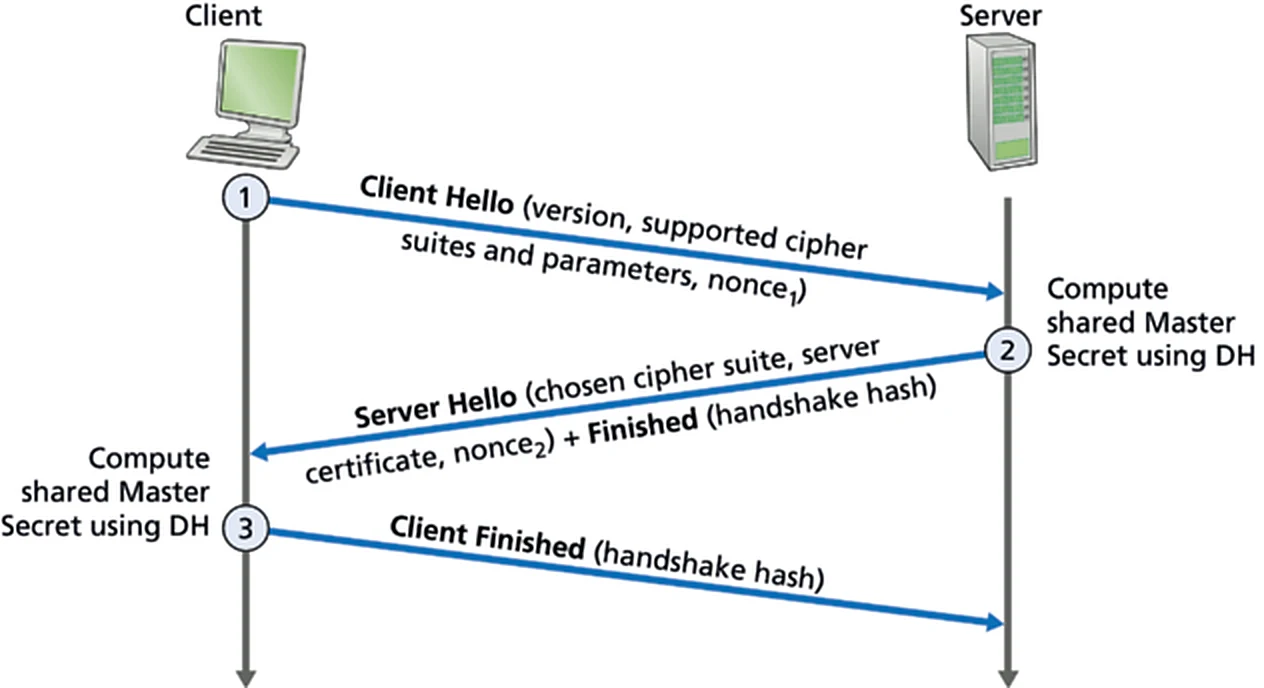 Client
Server
1
Client Hello (version, supported cipher
suites and parameters, nonce₁)
Compute
shared Master
Secret using DH
2
Server Hello (chosen cipher suite, server
certificate, nonce₂) + Finished (handshake hash)
Compute
shared Master
Secret using DH
3
Client Finished (handshake hash)